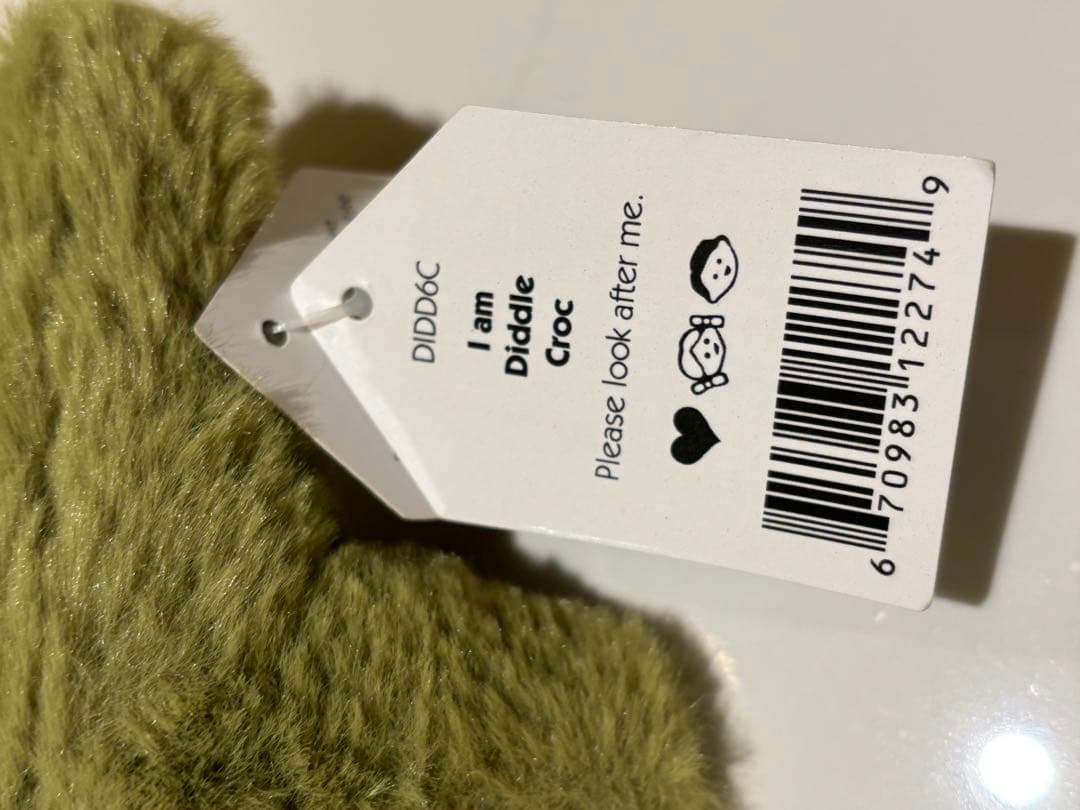 DIDD6C
I am
Diddle
Croc
Please look after me.
6 70983 12274 9